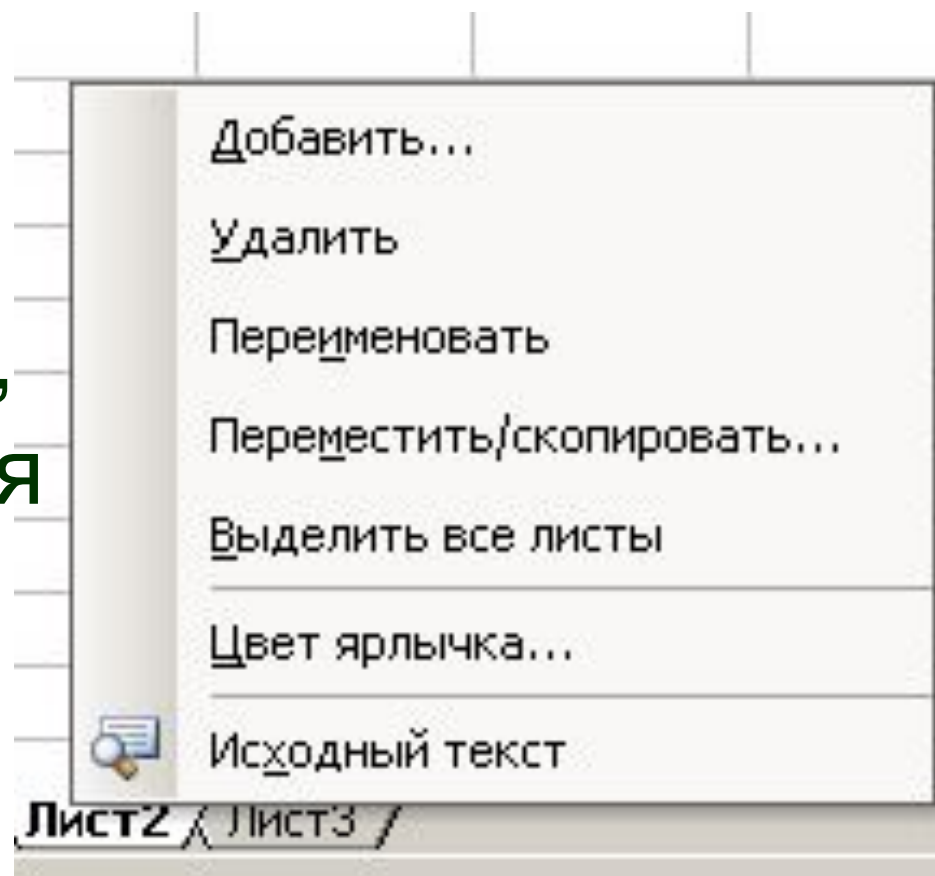 Добавить...
Удалить
Переименовать
,
Переместить/скопировать...
я
Выделить все листы
Цвет ярлычка...
Исходный текст
Лист2 Лист3